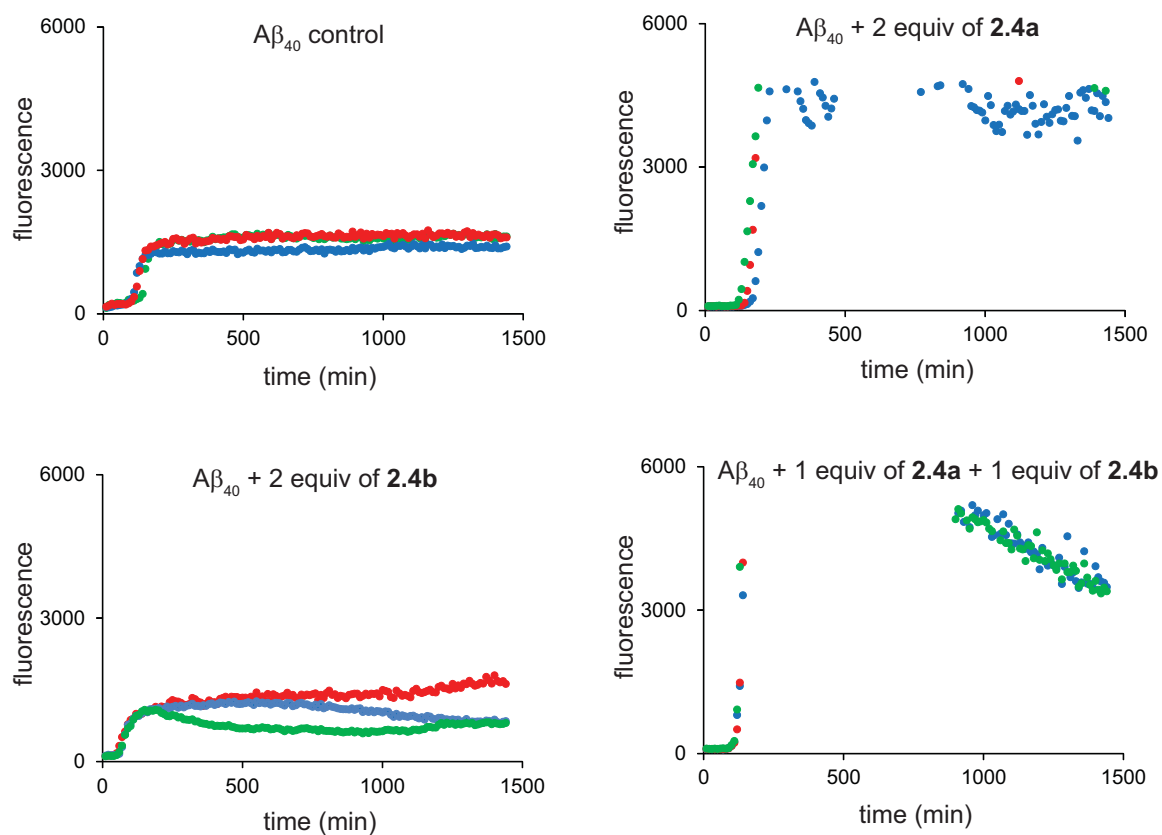 Aβ₄₀ control
fluorescence
6000
3000
0
0
500
1000
1500
time (min)
Aβ₄₀ + 2 equiv of 2.4a
fluorescence
6000
3000
0
0
500
1000
1500
time (min)
Aβ₄₀ + 2 equiv of 2.4b
fluorescence
6000
3000
0
0
500
1000
1500
time (min)
Aβ₄₀ + 1 equiv of 2.4a + 1 equiv of 2.4b
fluorescence
6000
3000
0
0
500
1000
1500
time (min)